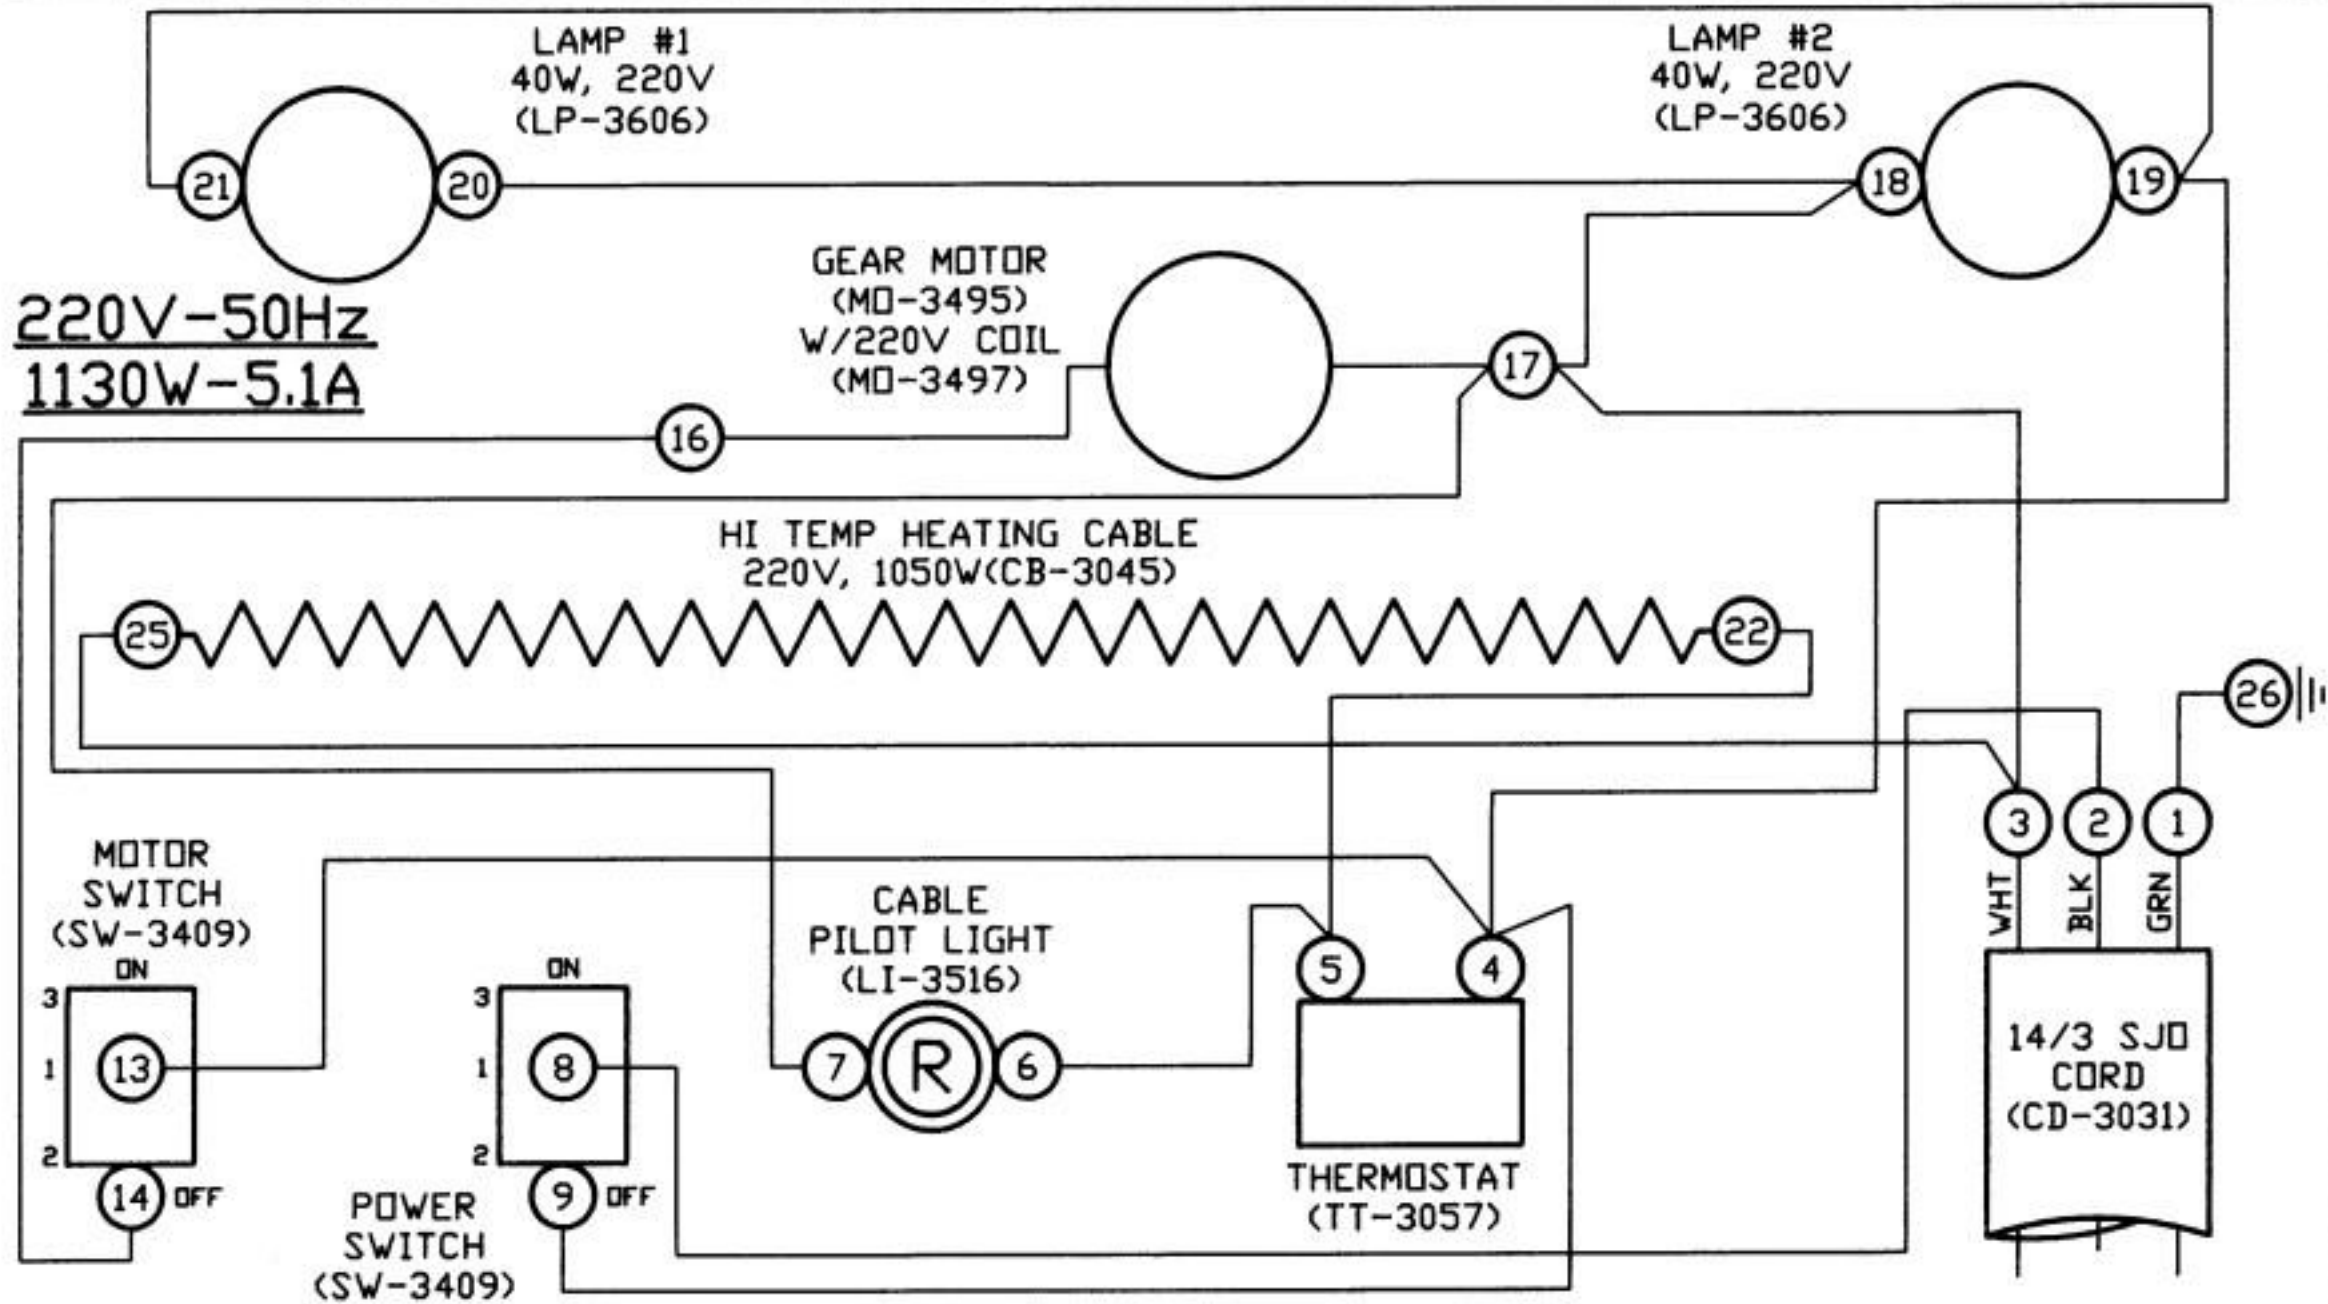 LAMP #1
40W, 220V
(LP-3606)
LAMP #2
40W, 220V
(LP-3606)
21
20
18
19
GEAR MOTOR
(MO-3495)
W/220V COIL
(MO-3497)
220V-50Hz
1130W-5.1A
17
16
HI TEMP HEATING CABLE
220V, 1050W(CB-3045)
25
22
26
3
2
1
WHT
BLK
GRN
14/3 SJO
CORD
(CD-3031)
MOTOR
SWITCH
(SW-3409)
ON
3
1
2
13
14
OFF
ON
3
1
2
8
9
OFF
POWER
SWITCH
(SW-3409)
CABLE
PILOT LIGHT
(LI-3516)
7
R
6
5
4
THERMOSTAT
(TT-3057)